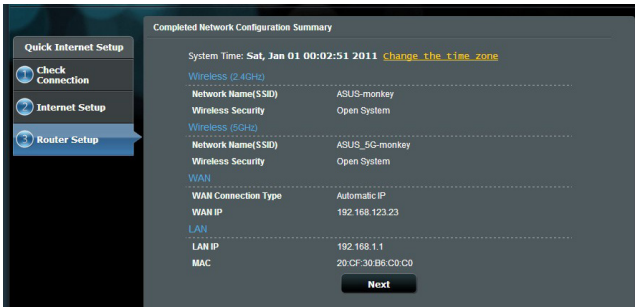 Completed Network Configuration Summary
Quick Internet Setup
1 Check Connection
2 Internet Setup
3 Router Setup
System Time: Sat, Jan 01 00:02:51 2011 Change the time zone
Wireless (2.4GHz)
Network Name(SSID) ASUS-monkey
Wireless Security Open System
Wireless (5GHz)
Network Name(SSID) ASUS_5G-monkey
Wireless Security Open System
WAN
WAN Connection Type Automatic IP
WAN IP 192.168.123.23
LAN
LAN IP 192.168.1.1
MAC 20:CF:30:B6:C0:C0
Next